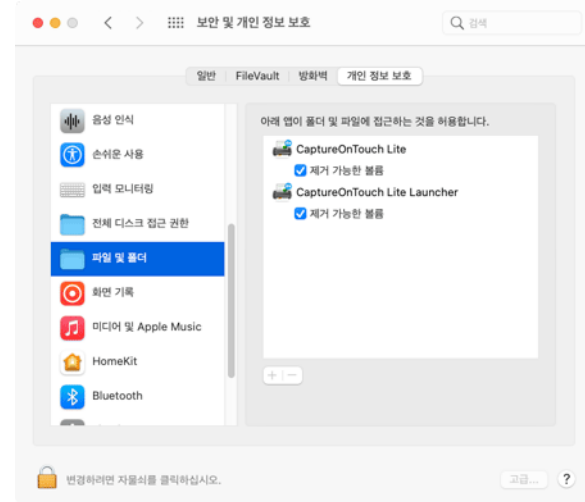 보안 및 개인 정보 보호
검색
일반 FileVault 방화벽 개인 정보 보호
음성 인식
손쉬운 사용
입력 모니터링
전체 디스크 접근 권한
파일 및 폴더
화면 기록
미디어 및 Apple Music
HomeKit
Bluetooth
아래 앱이 폴더 및 파일에 접근하는 것을 허용합니다.
CaptureOnTouch Lite
제거 가능한 볼륨
CaptureOnTouch Lite Launcher
제거 가능한 볼륨
변경하려면 자물쇠를 클릭하십시오.
고급...
?